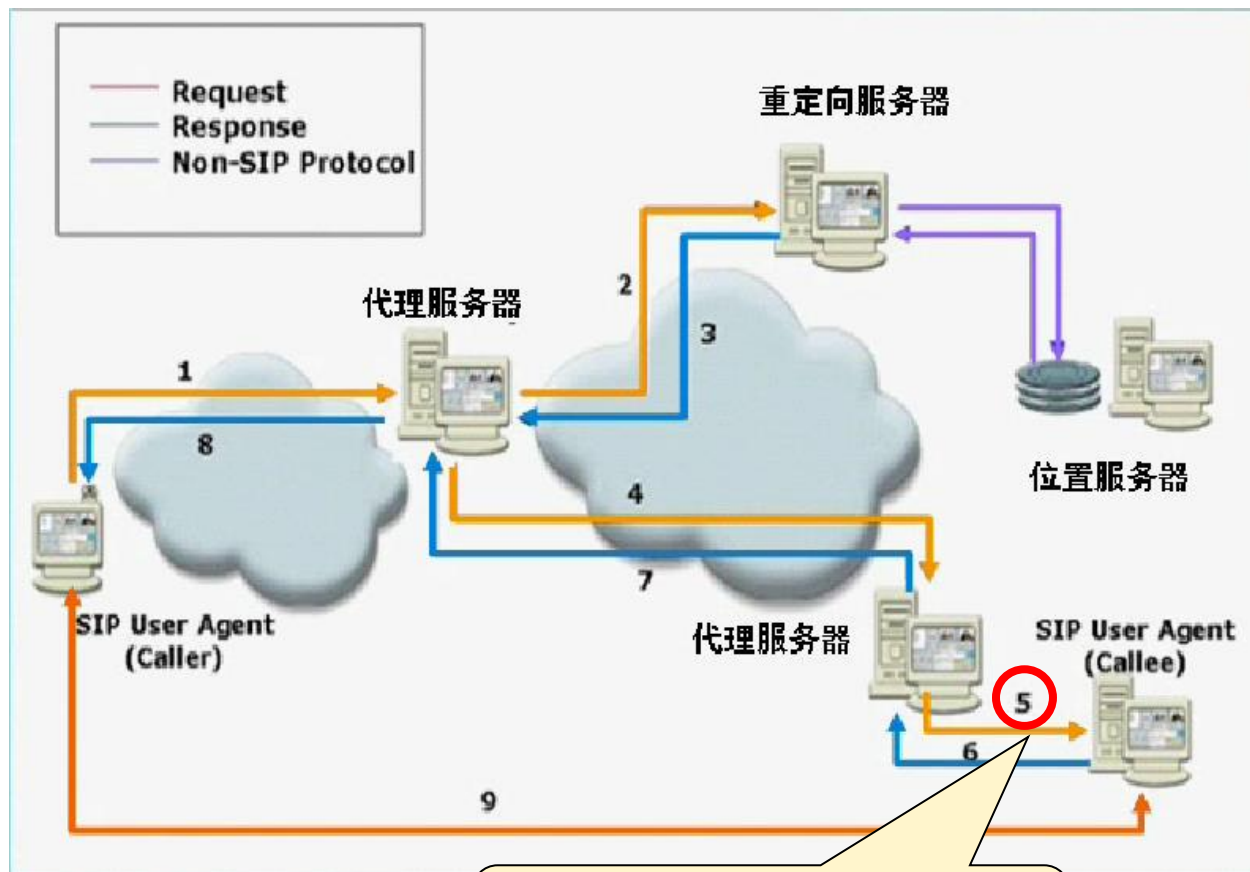 Request
Response
Non-SIP Protocol
重定向服务器
代理服务器
2
3
1
8
位置服务器
4
7
SIP User Agent
(Caller)
代理服务器
SIP User Agent
(Callee)
5
6
9